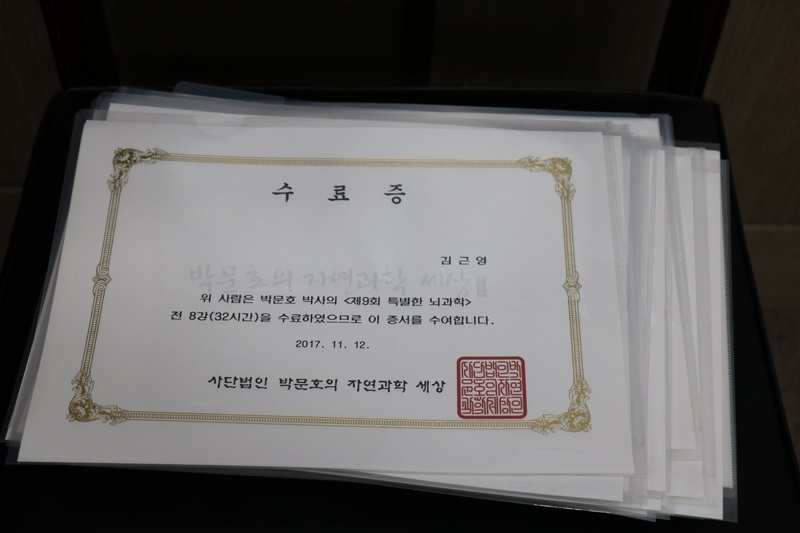 수료증
김근영
박문호의 자연과학 세상
위 사람은 박문호 박사의 <제9회 특별한 뇌과학>
전 8강(32시간)을 수료하였으므로 이 증서를 수여합니다.
2017. 11. 12.
사단법인 박문호의 자연과학 세상